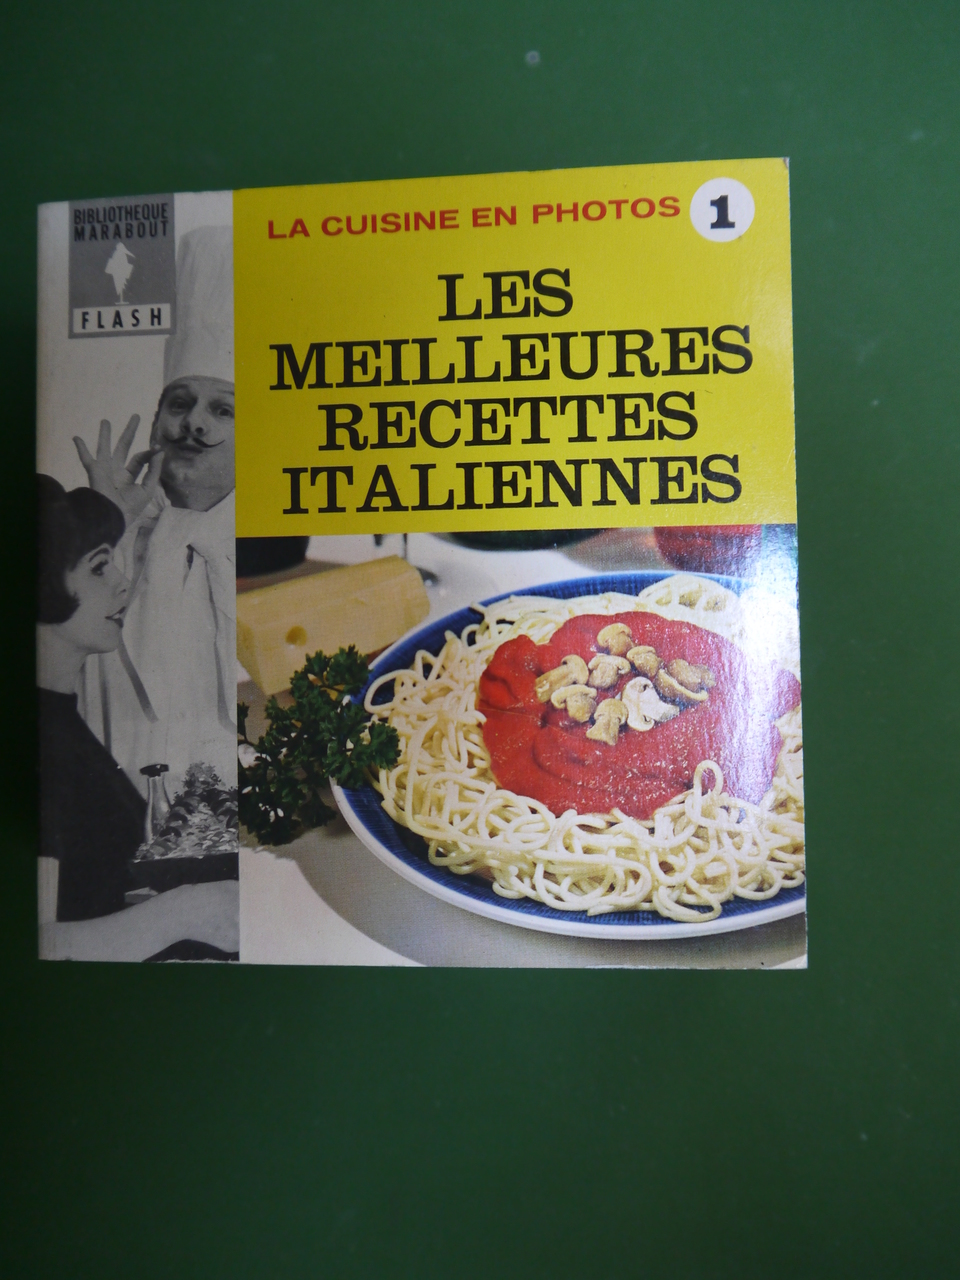 BIBLIOTHEQUE
MARABOUT
FLASH
LA CUISINE EN PHOTOS 1
LES
MEILLEURES
RECETTES
ITALIENNES